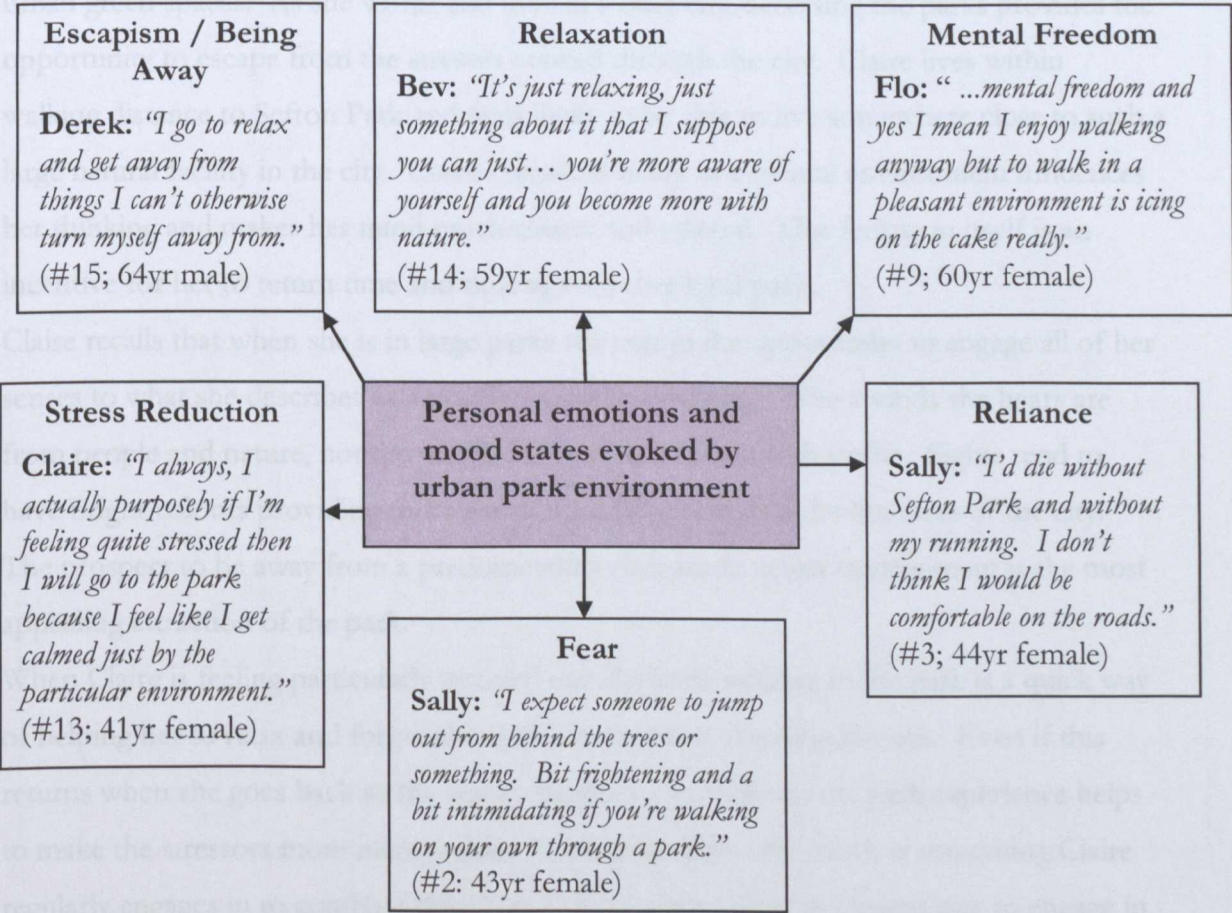 Escapism / Being
Away
Derek: "I go to relax
and get away from
things I can't otherwise
turn myself away from."
(#15; 64yr male)
Relaxation
Bev: "It's just relaxing, just
something about it that I suppose
you can just… you're more aware of
yourself and you become more with
nature."
(#14; 59yr female)
Mental Freedom
Flo: " ...mental freedom and
yes I mean I enjoy walking
anyway but to walk in a
pleasant environment is icing
on the cake really."
(#9; 60yr female)
Stress Reduction
Claire: "I always, I
actually purposely if I'm
feeling quite stressed then
I will go to the park
because I feel like I get
calmed just by the
particular environment."
(#13; 41yr female)
Personal emotions and
mood states evoked by
urban park environment
Reliance
Sally: "I'd die without
Sefton Park and without
my running. I don't
think I would be
comfortable on the roads."
(#3; 44yr female)
Fear
Sally: "I expect someone to jump
out from behind the trees or
something. Bit frightening and a
bit intimidating if you're walking
on your own through a park."
(#2: 43yr female)